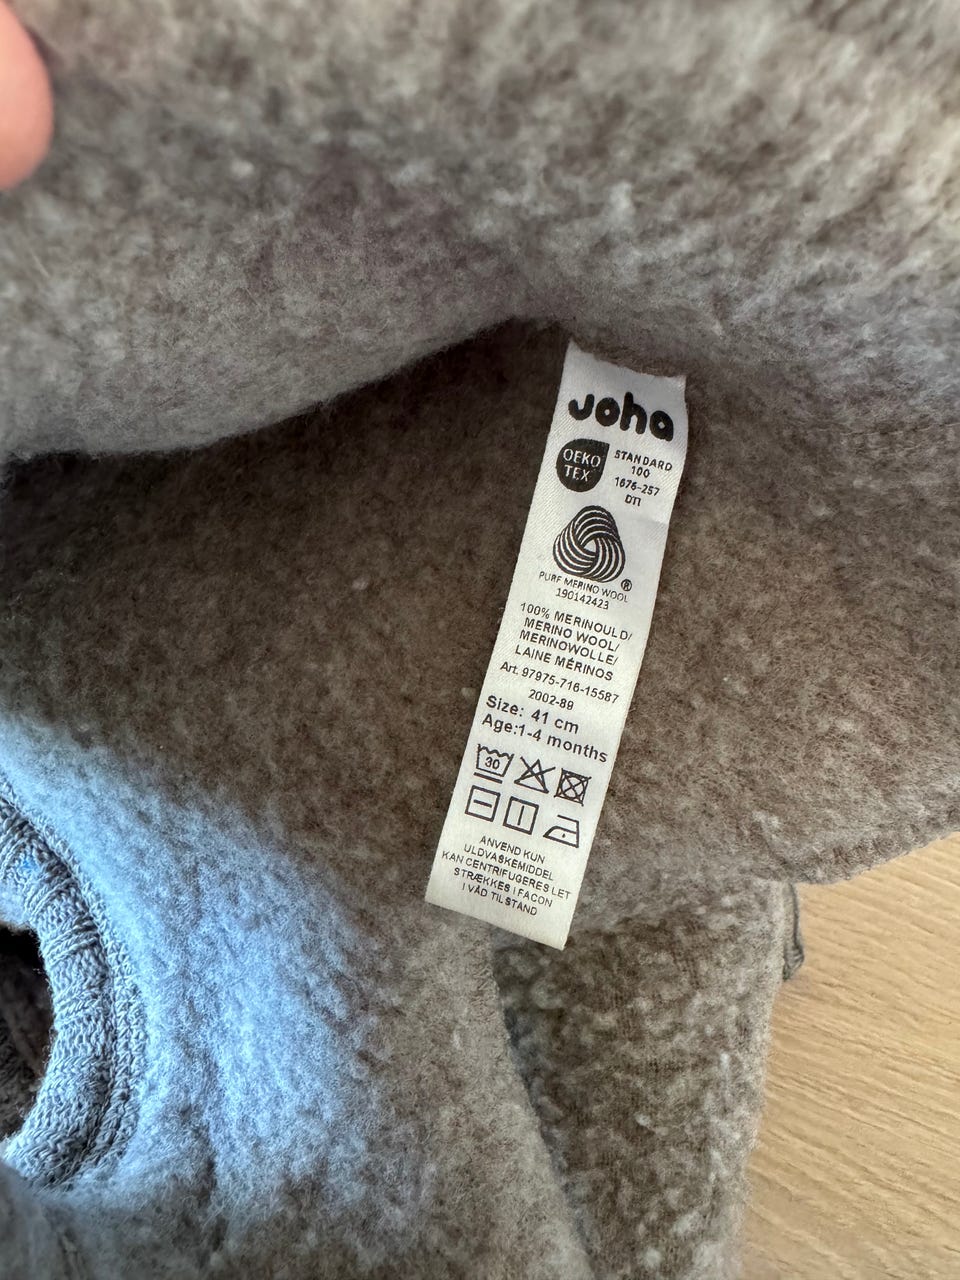 Joha
OEKO
TEX
STANDARD
100
1676-257
DTI
PURE MERINO WOOL
190142423
100% MERINOULD/
MERINO WOOL/
MERINOWOLLE/
LAINE MÉRINOS
Art. 97975-716-15587
2002-89
Size: 41 cm
Age:1-4 months
30
ANVEND KUN
ULDVASKEMIDDEL
KAN CENTRIFUGERES LET
STRÆKKES I FACON
I VÅD TILSTAND